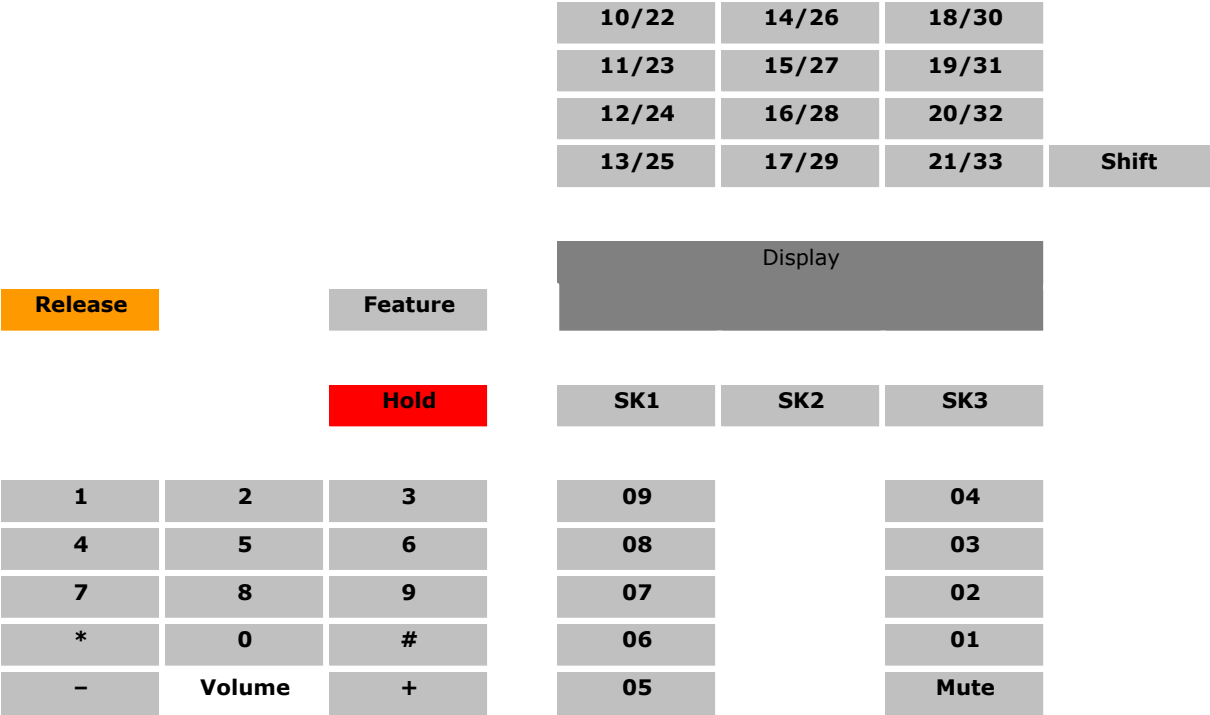 10/22 14/26 18/30
11/23 15/27 19/31
12/24 16/28 20/32
13/25 17/29 21/33 Shift
Display
Release Feature
Hold SK1 SK2 SK3
1 2 3 09 04
4 5 6 08 03
7 8 9 07 02
* 0 # 06 01
– Volume + 05 Mute